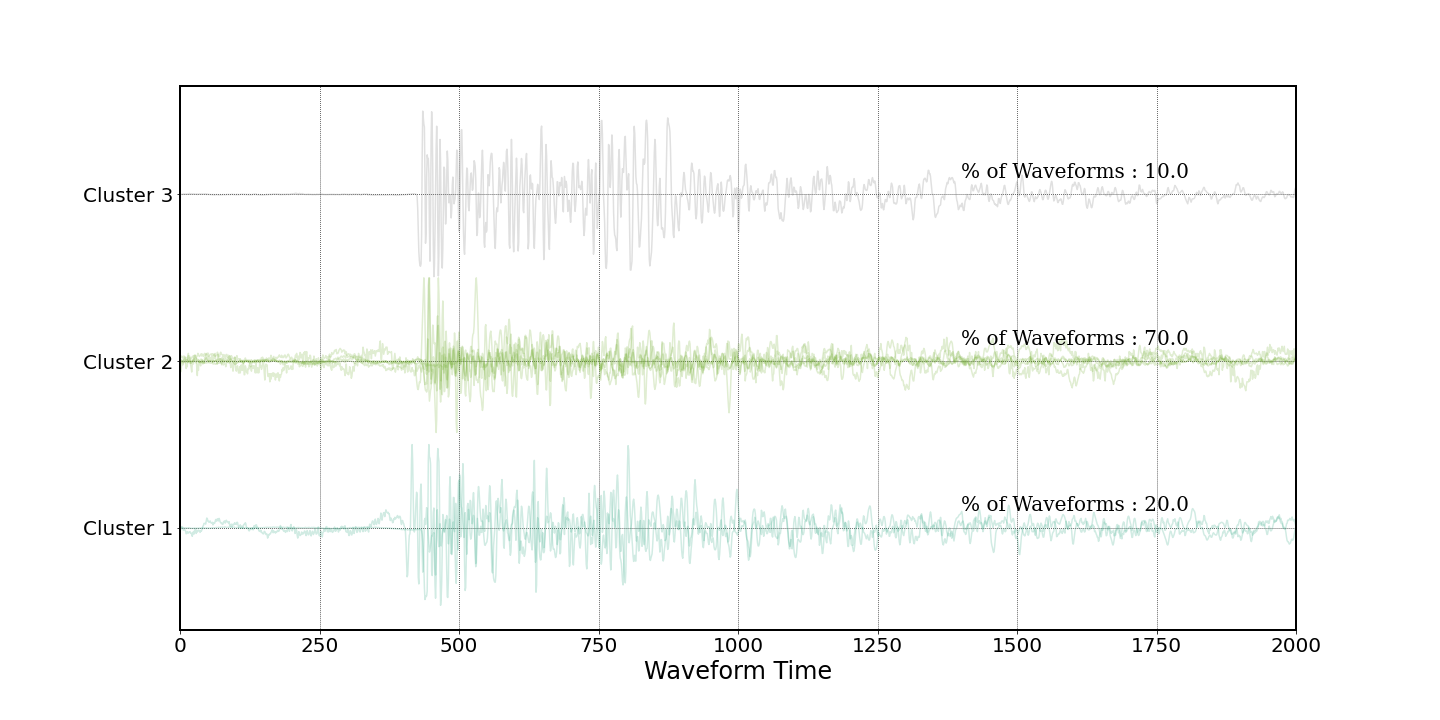 Cluster 3
% of Waveforms : 10.0
Cluster 2
% of Waveforms : 70.0
Cluster 1
% of Waveforms : 20.0
0 250 500 750 1000 1250 1500 1750 2000
Waveform Time